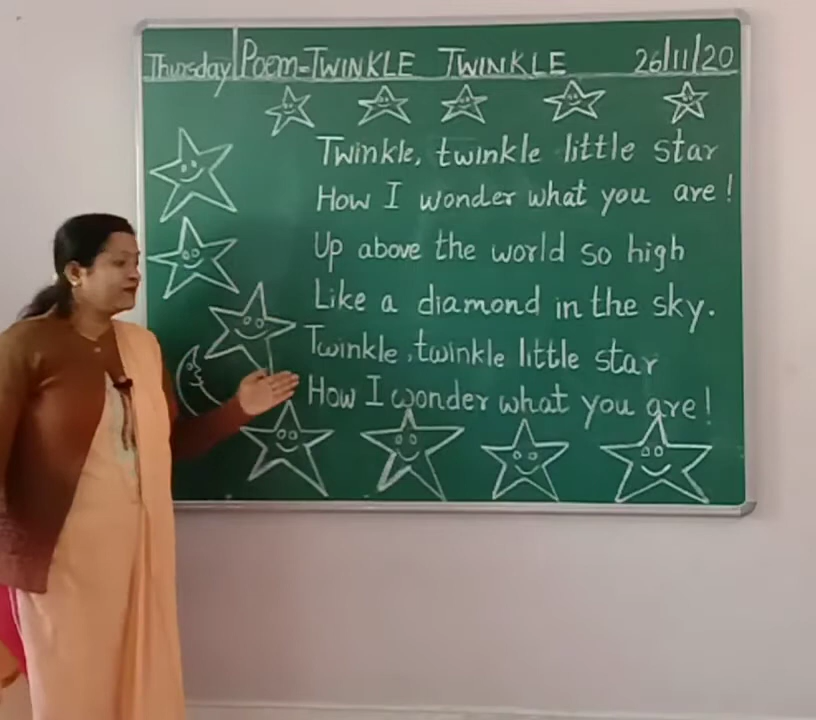 Thursday Poem-TWINKLE TWINKLE 26/11/20
Twinkle, twinkle little star
How I wonder what you are!
Up above the world so high
Like a diamond in the sky.
Twinkle, twinkle little star
How I wonder what you are!